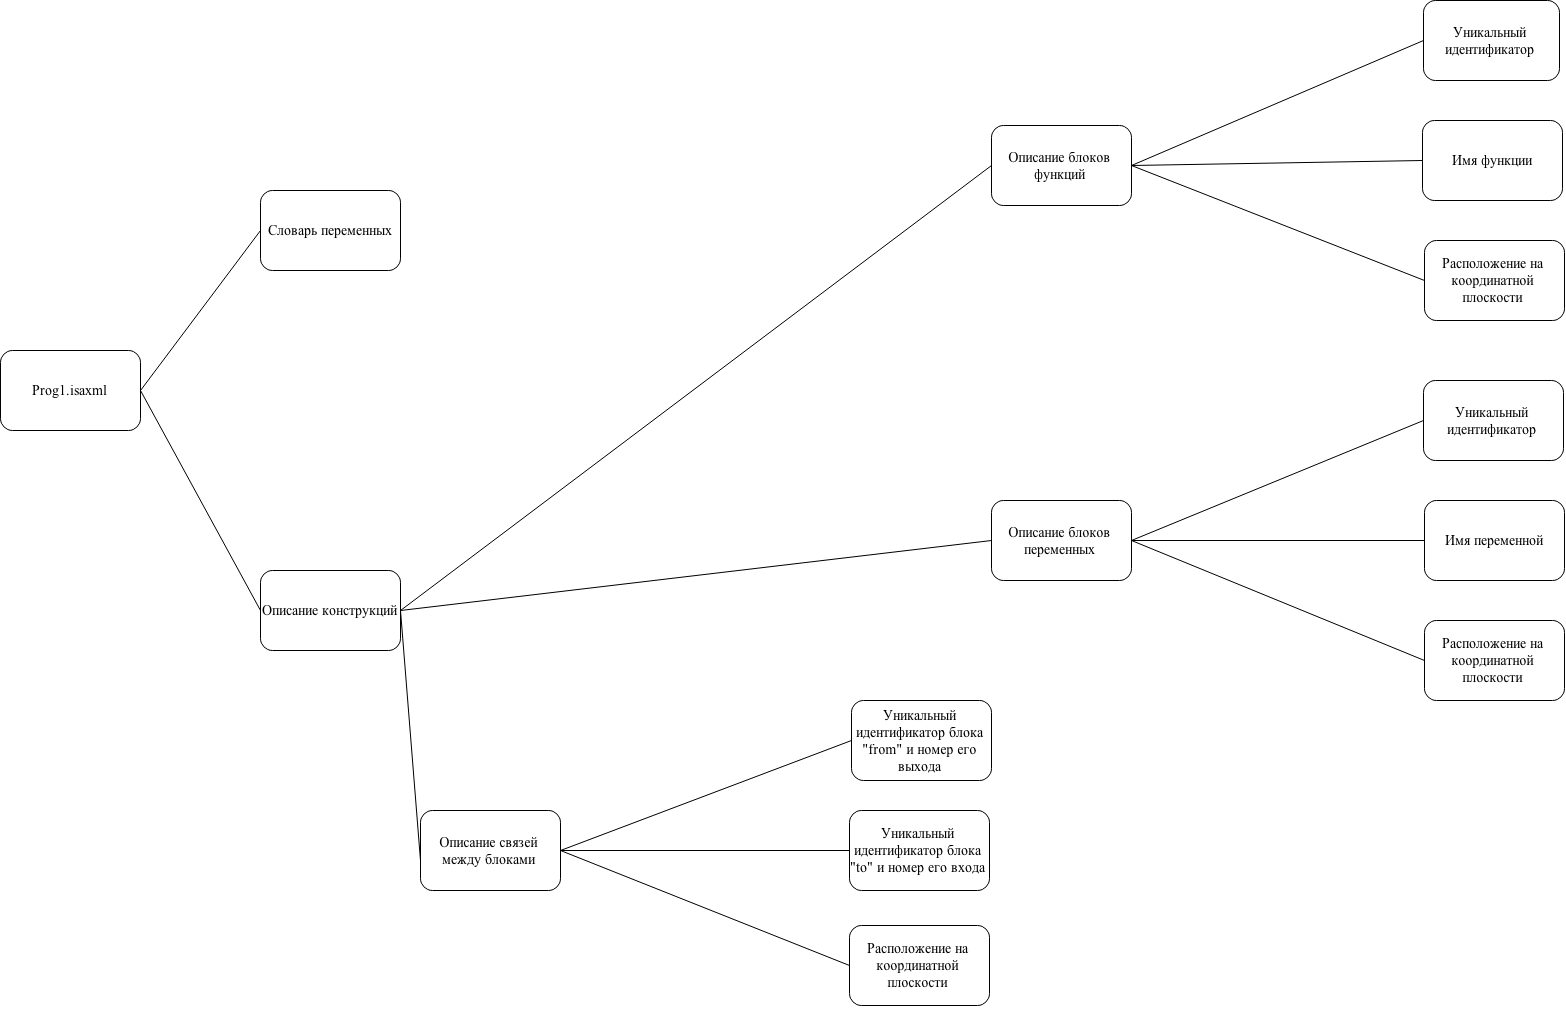 Prog1.isaxml
Словарь переменных
Описание конструкций
Описание блоков
функций
Уникальный
идентификатор
Имя функции
Расположение на
координатной
плоскости
Описание блоков
переменных
Уникальный
идентификатор
Имя переменной
Расположение на
координатной
плоскости
Описание связей
между блоками
Уникальный
идентификатор блока
"from" и номер его
выхода
Уникальный
идентификатор блока
"to" и номер его входа
Расположение на
координатной
плоскости